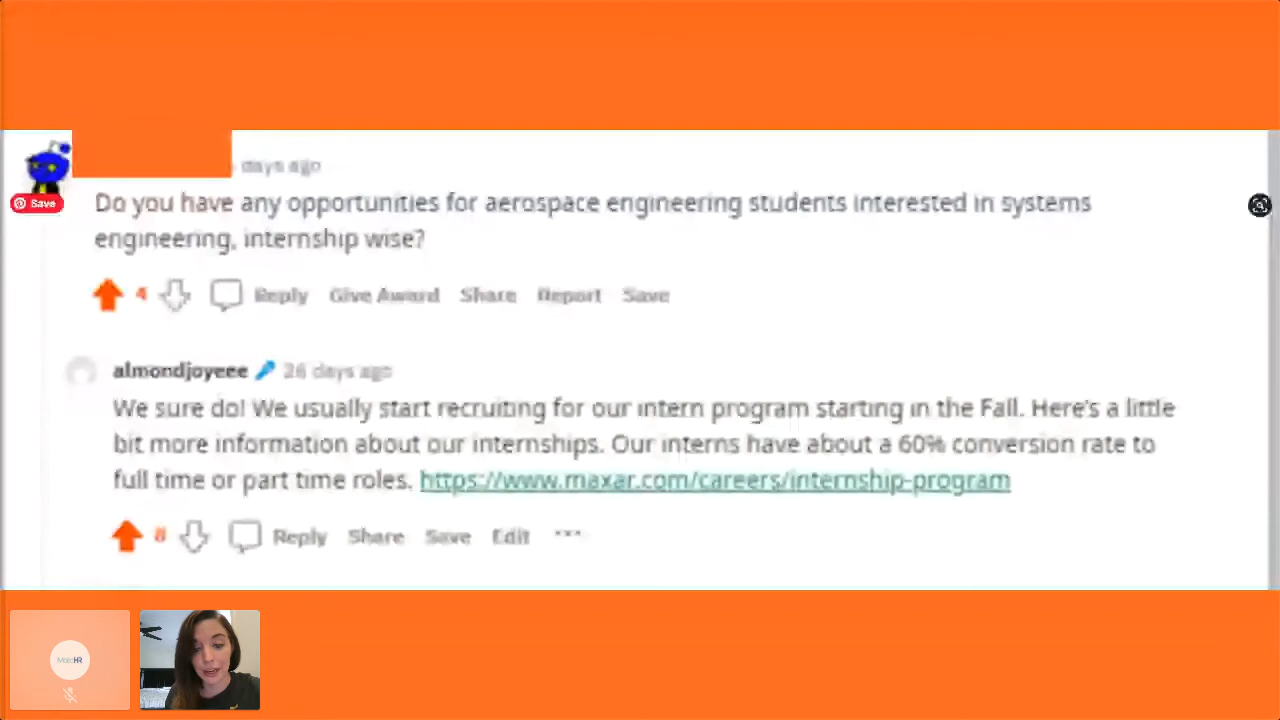 days ago
Save
Do you have any opportunities for aerospace engineering students interested in systems
engineering, internship wise?
4 Reply Give Award Share Report Save
almondjoyeee 26 days ago
We sure do! We usually start recruiting for our intern program starting in the Fall. Here's a little
bit more information about our internships. Our interns have about a 60% conversion rate to
full time or part time roles. https://www.maxar.com/careers/internship-program
8 Reply Share Save Edit ...